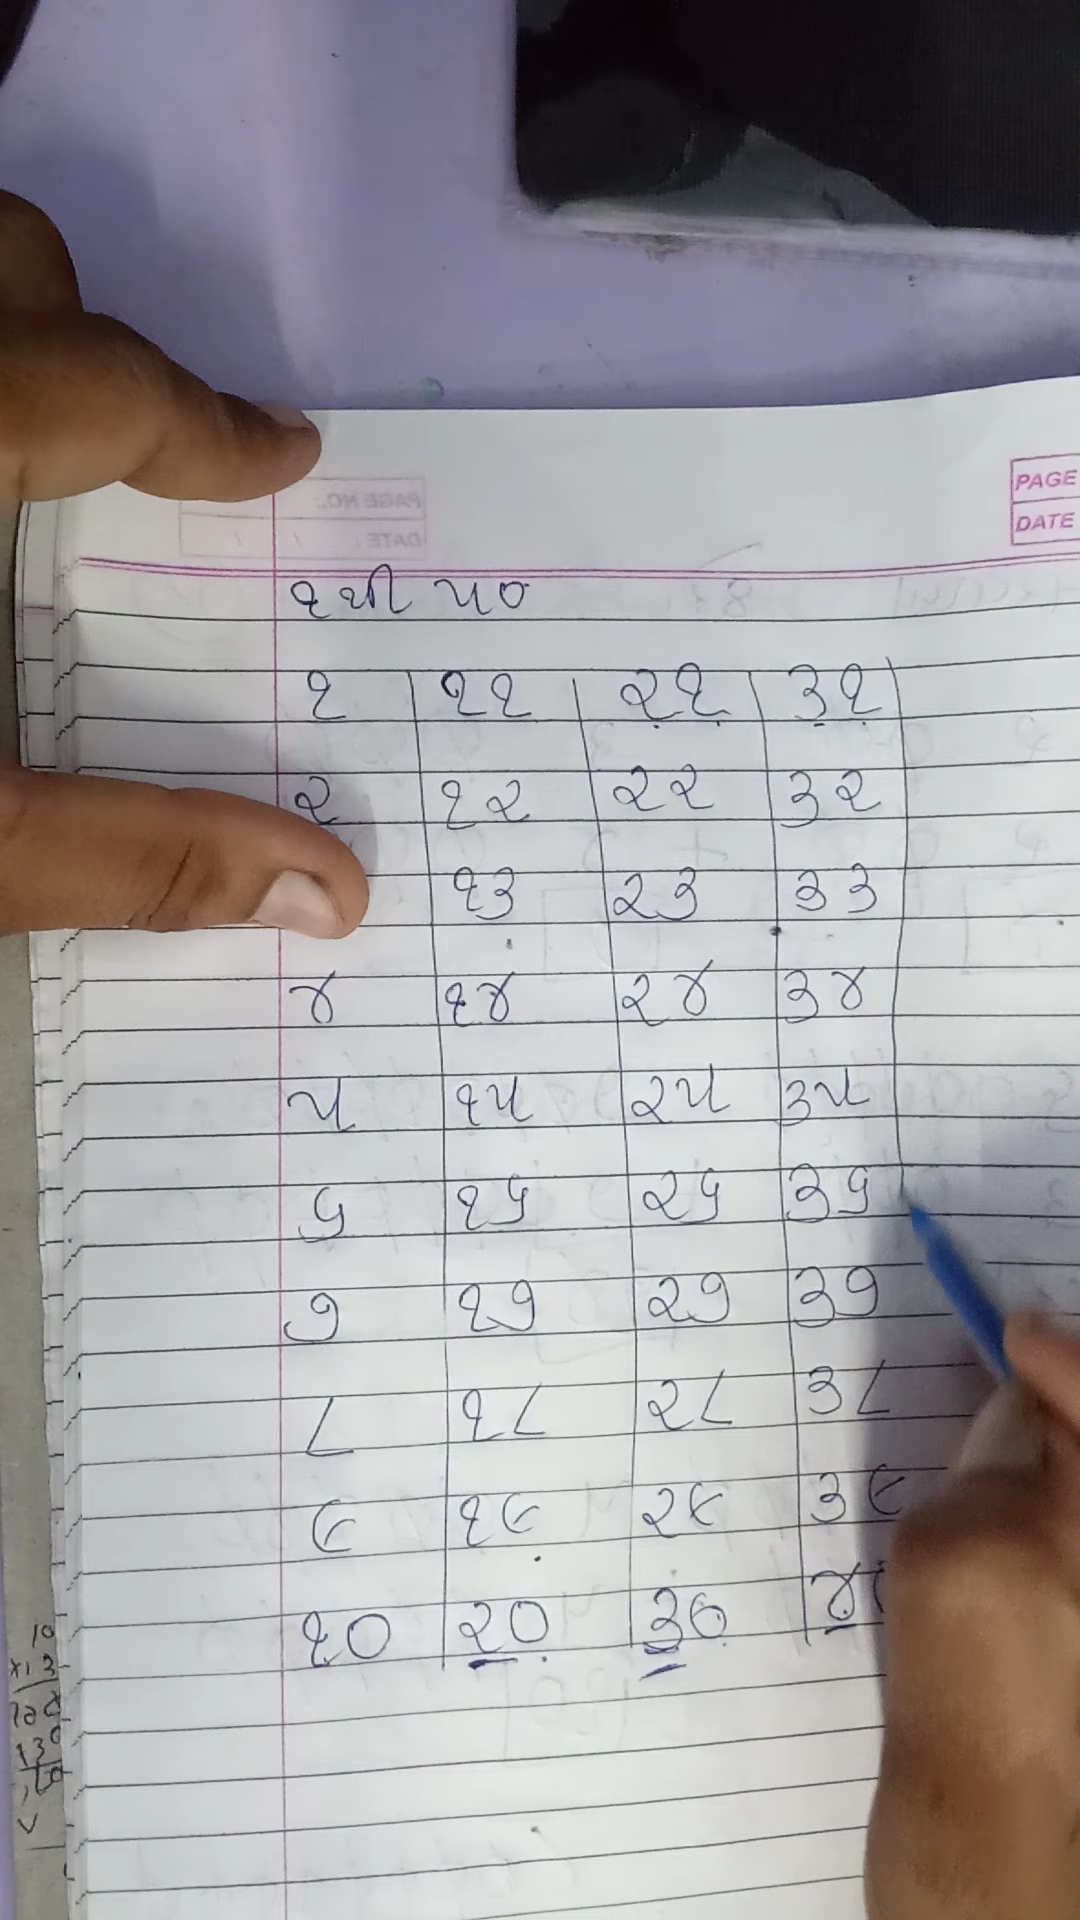 PAGE
DATE
૧ થી ૫૦
૧ ૧૧ ૨૧ ૩૧
૨ ૧૨ ૨૨ ૩૨
૧૩ ૨૩ ૩૩
૪ ૧૪ ૨૪ ૩૪
૫ ૧૫ ૨૫ ૩૫
૬ ૧૬ ૨૬ ૩૬
૭ ૧૭ ૨૭ ૩૭
૮ ૧૮ ૨૮ ૩૮
૯ ૧૯ ૨૯ ૩૯
૧૦ ૨૦ ૩૦ ૪૦